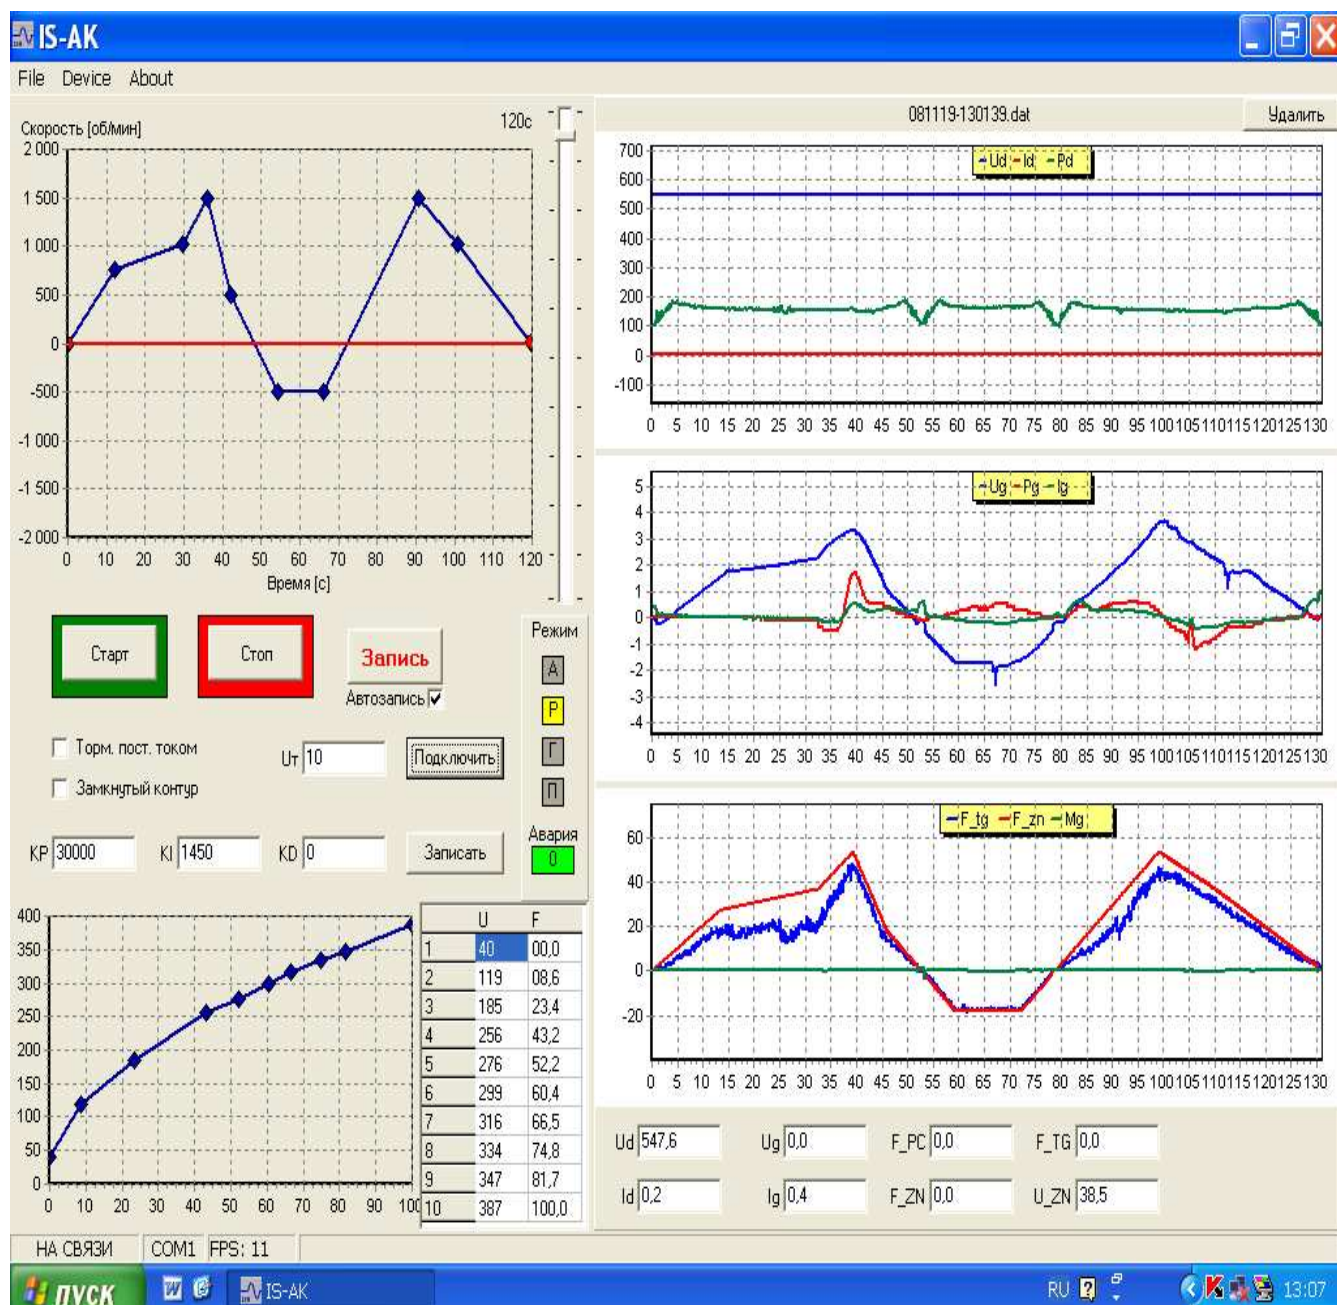 IS-AK
File Device About
Скорость [об/мин]
120с
2 000
1 500
1 000
500
0
-500
-1 000
-1 500
-2 000
0 10 20 30 40 50 60 70 80 90 100 110 120
Время [с]
Старт
Стоп
Запись
Автозапись
Режим
А
Р
Г
П
Торм. пост. током
Замкнутый контур
Uт 10
Подключить
KP 30000 KI 1450 KD 0
Записать
Авария
0
400
350
300
250
200
150
100
50
0
0 10 20 30 40 50 60 70 80 90 100
U F
1 40 00,0
2 119 08,6
3 185 23,4
4 256 43,2
5 276 52,2
6 299 60,4
7 316 66,5
8 334 74,8
9 347 81,7
10 387 100,0
081119-130139.dat
Удалить
Ud Id Pd
700
600
500
400
300
200
100
0
-100
0 5 10 15 20 25 30 35 40 45 50 55 60 65 70 75 80 85 90 95 100 105 110 115 120 125 130
Ug Pg Ig
5
4
3
2
1
0
-1
-2
-3
-4
0 5 10 15 20 25 30 35 40 45 50 55 60 65 70 75 80 85 90 95 100 105 110 115 120 125 130
F_tg F_zn Mg
60
40
20
0
-20
0 5 10 15 20 25 30 35 40 45 50 55 60 65 70 75 80 85 90 95 100 105 110 115 120 125 130
Ud 547,6 Ug 0,0 F_PC 0,0 F_TG 0,0
Id 0,2 Ig 0,4 F_ZN 0,0 U_ZN 38,5
НА СВЯЗИ COM1 FPS: 11
пуск
IS-AK
RU
13:07